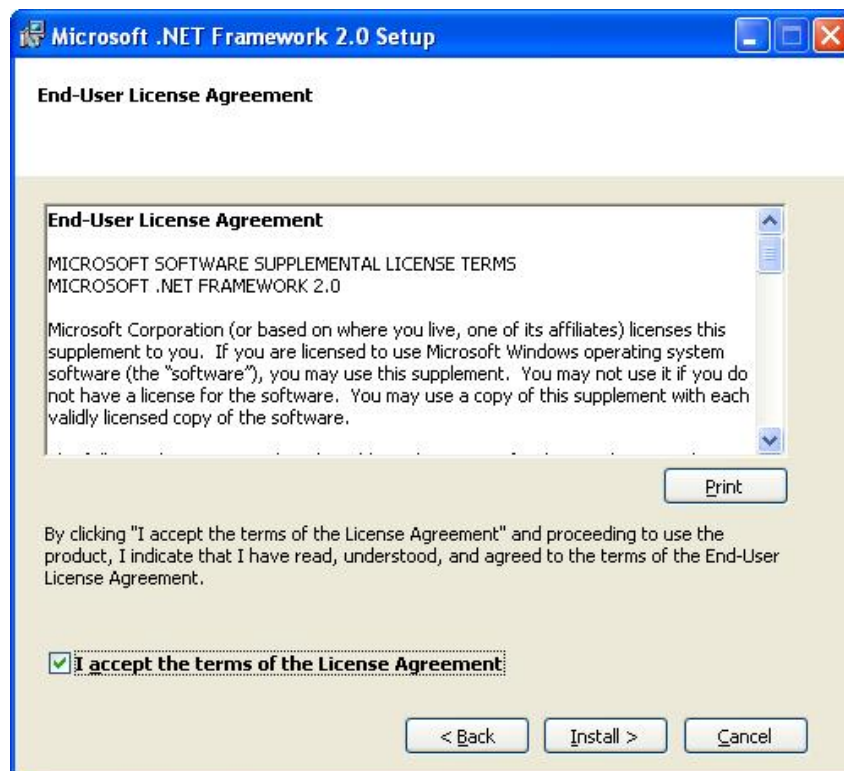 Microsoft .NET Framework 2.0 Setup
End-User License Agreement
End-User License Agreement
MICROSOFT SOFTWARE SUPPLEMENTAL LICENSE TERMS
MICROSOFT .NET FRAMEWORK 2.0
Microsoft Corporation (or based on where you live, one of its affiliates) licenses this
supplement to you.  If you are licensed to use Microsoft Windows operating system
software (the “software”), you may use this supplement.  You may not use it if you do
not have a license for the software.  You may use a copy of this supplement with each
validly licensed copy of the software.
Print
By clicking "I accept the terms of the License Agreement" and proceeding to use the
product, I indicate that I have read, understood, and agreed to the terms of the End-User
License Agreement.
I accept the terms of the License Agreement
< Back
Install >
Cancel